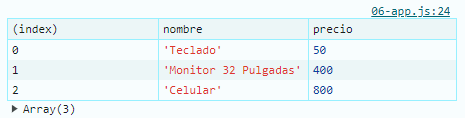 06-app.js:24
(index) nombre precio
0 'Teclado' 50
1 'Monitor 32 Pulgadas' 400
2 'Celular' 800
▶ Array(3)